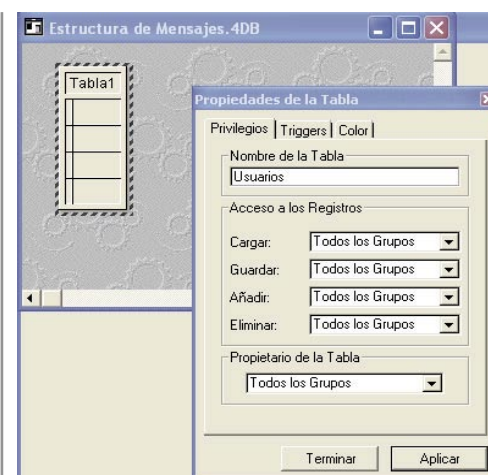 Estructura de Mensajes.4DB
Tabla1
Propiedades de la Tabla
Privilegios Triggers Color
Nombre de la Tabla
Usuarios
Acceso a los Registros
Cargar: Todos los Grupos
Guardar: Todos los Grupos
Añadir: Todos los Grupos
Eliminar: Todos los Grupos
Propietario de la Tabla
Todos los Grupos
Terminar Aplicar